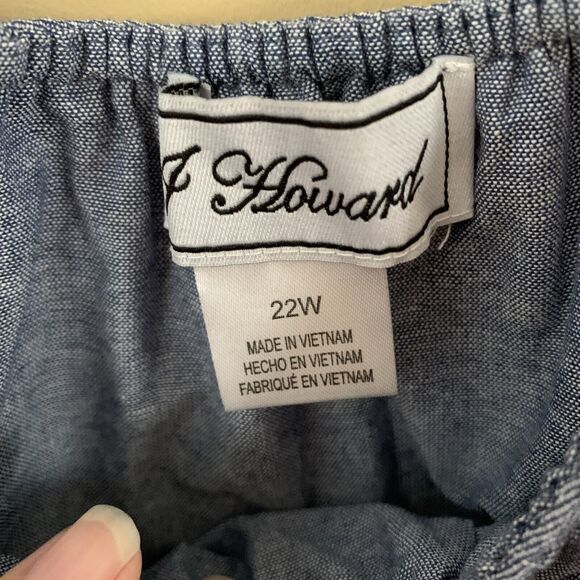 Howard
22W
MADE IN VIETNAM
HECHO EN VIETNAM
FABRIQUÉ EN VIETNAM